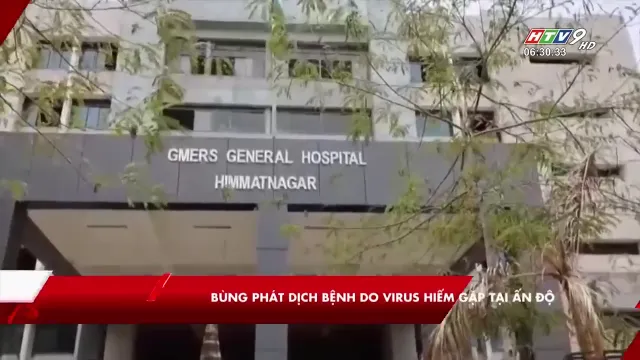 HTV9 HD
06:30:33
GMERS GENERAL HOSPITAL
HIMMATNAGAR
BÙNG PHÁT DỊCH BỆNH DO VIRUS HIẾM GẶP TẠI ẤN ĐỘ